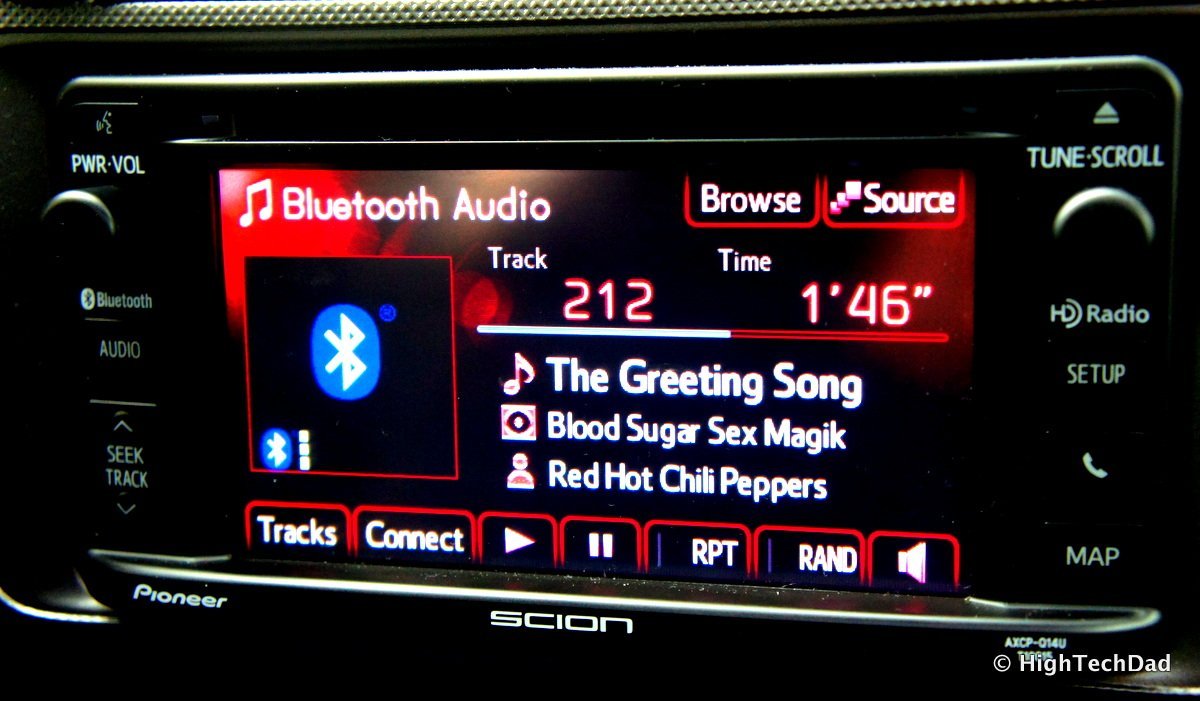 PWR·VOL
Bluetooth
AUDIO
SEEK
TRACK
Bluetooth Audio
Browse
Source
Track
Time
212
1'46"
The Greeting Song
Blood Sugar Sex Magik
Red Hot Chili Peppers
Tracks
Connect
RPT
RAND
TUNE·SCROLL
HD Radio
SETUP
MAP
Pioneer
SCION
AXCP-Q14U
© HighTechDad